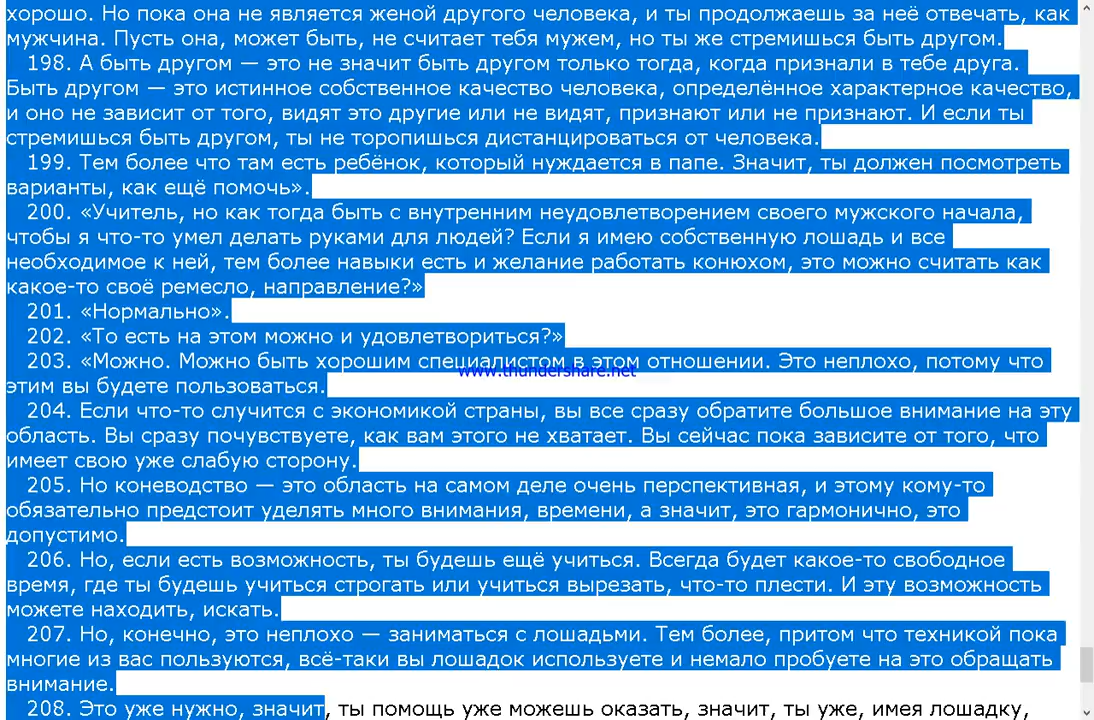 хорошо. Но пока она не является женой другого человека, и ты продолжаешь за неё отвечать, как
мужчина. Пусть она, может быть, не считает тебя мужем, но ты же стремишься быть другом.
198. А быть другом — это не значит быть другом только тогда, когда признали в тебе друга.
Быть другом — это истинное собственное качество человека, определённое характерное качество,
и оно не зависит от того, видят это другие или не видят, признают или не признают. И если ты
стремишься быть другом, ты не торопишься дистанцироваться от человека.
199. Тем более что там есть ребёнок, который нуждается в папе. Значит, ты должен посмотреть
варианты, как ещё помочь».
200. «Учитель, но как тогда быть с внутренним неудовлетворением своего мужского начала,
чтобы я что-то умел делать руками для людей? Если я имею собственную лошадь и все
необходимое к ней, тем более навыки есть и желание работать конюхом, это можно считать как
какое-то своё ремесло, направление?»
201. «Нормально».
202. «То есть на этом можно и удовлетвориться?»
203. «Можно. Можно быть хорошим специалистом в этом отношении. Это неплохо, потому что
www.thundershare.net
этим вы будете пользоваться.
204. Если что-то случится с экономикой страны, вы все сразу обратите большое внимание на эту
область. Вы сразу почувствуете, как вам этого не хватает. Вы сейчас пока зависите от того, что
имеет свою уже слабую сторону.
205. Но коневодство — это область на самом деле очень перспективная, и этому кому-то
обязательно предстоит уделять много внимания, времени, а значит, это гармонично, это
допустимо.
206. Но, если есть возможность, ты будешь ещё учиться. Всегда будет какое-то свободное
время, где ты будешь учиться строгать или учиться вырезать, что-то плести. И эту возможность
можете находить, искать.
207. Но, конечно, это неплохо — заниматься с лошадьми. Тем более, притом что техникой пока
многие из вас пользуются, всё-таки вы лошадок используете и немало пробуете на это обращать
внимание.
208. Это уже нужно, значит, ты помощь уже можешь оказать, значит, ты уже, имея лошадку,